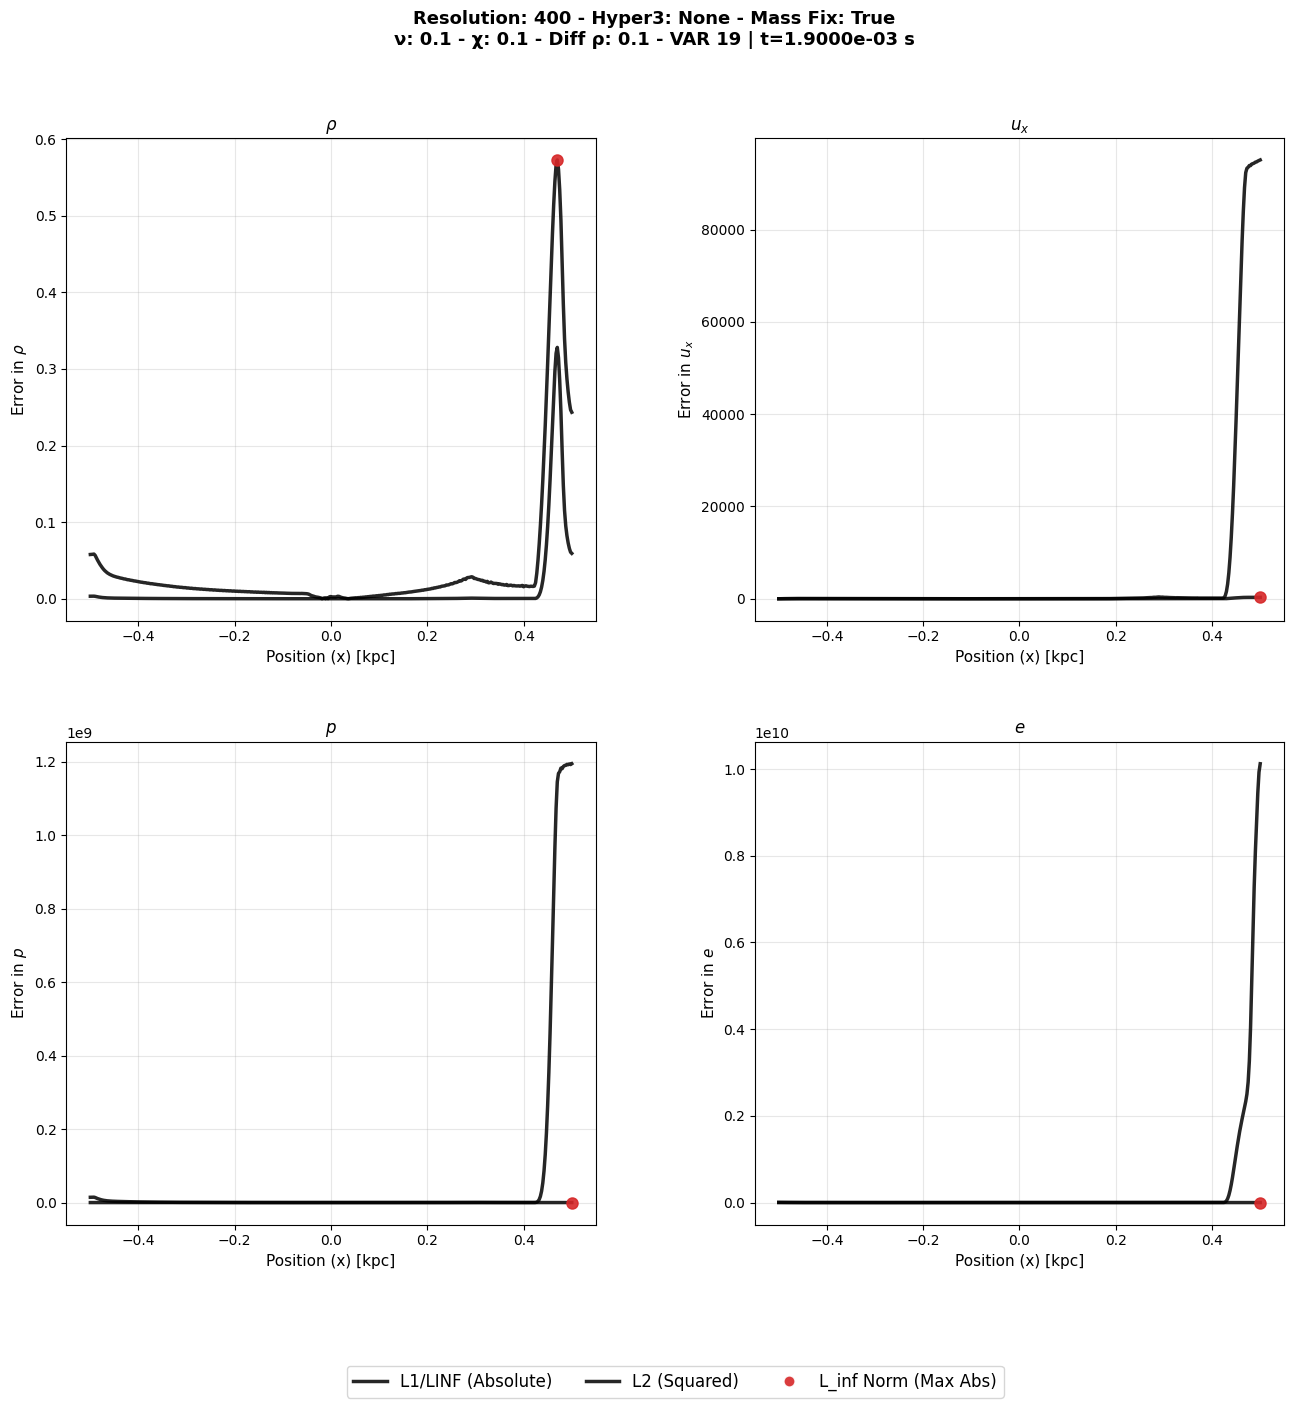 Resolution: 400 - Hyper3: None - Mass Fix: True
ν: 0.1 - χ: 0.1 - Diff ρ: 0.1 - VAR 19 | t=1.9000e-03 s
ρ
Error in ρ
0.6
0.5
0.4
0.3
0.2
0.1
0.0
−0.4 −0.2 0.0 0.2 0.4
Position (x) [kpc]
u_x
Error in u_x
80000
60000
40000
20000
0
−0.4 −0.2 0.0 0.2 0.4
Position (x) [kpc]
p
1e9
Error in p
1.2
1.0
0.8
0.6
0.4
0.2
0.0
−0.4 −0.2 0.0 0.2 0.4
Position (x) [kpc]
e
1e10
Error in e
1.0
0.8
0.6
0.4
0.2
0.0
−0.4 −0.2 0.0 0.2 0.4
Position (x) [kpc]
L1/LINF (Absolute) L2 (Squared) L_inf Norm (Max Abs)